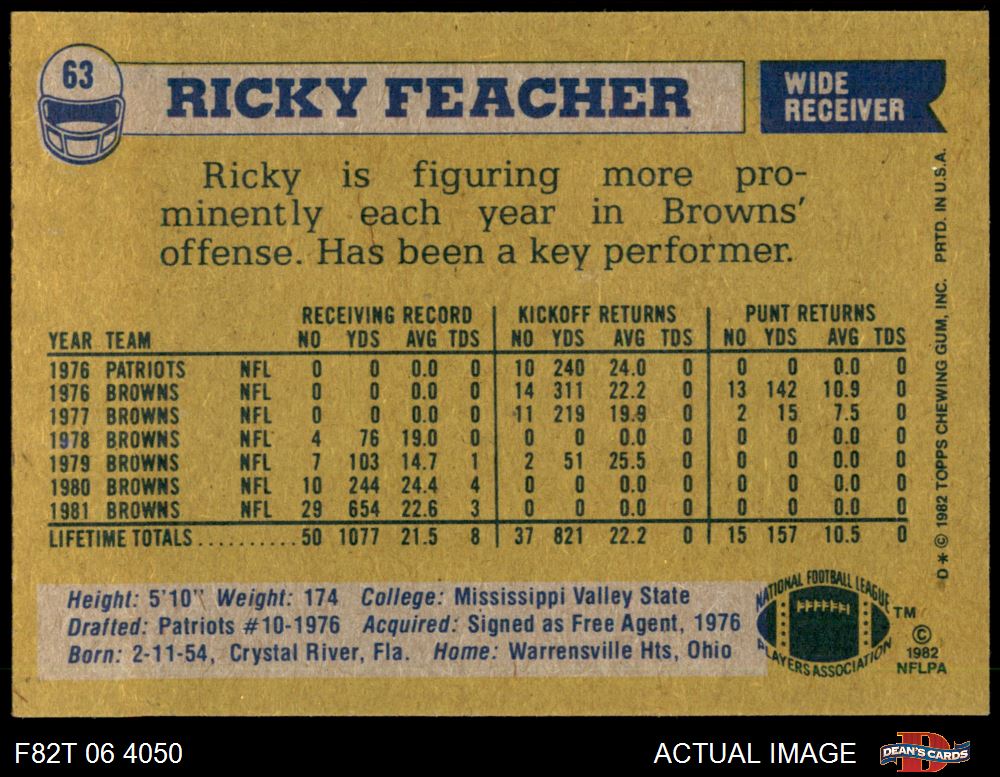 63
RICKY FEACHER
WIDE
RECEIVER
Ricky is figuring more pro-
minently each year in Browns'
offense. Has been a key performer.
RECEIVING RECORD KICKOFF RETURNS PUNT RETURNS
YEAR TEAM NO YDS AVG TDS NO YDS AVG TDS NO YDS AVG TDS
1976 PATRIOTS NFL 0 0 0.0 0 10 240 24.0 0 0 0 0.0 0
1976 BROWNS NFL 0 0 0.0 0 14 311 22.2 0 13 142 10.9 0
1977 BROWNS NFL 0 0 0.0 0 11 219 19.9 0 2 15 7.5 0
1978 BROWNS NFL 4 76 19.0 0 0 0 0.0 0 0 0 0.0 0
1979 BROWNS NFL 7 103 14.7 1 2 51 25.5 0 0 0 0.0 0
1980 BROWNS NFL 10 244 24.4 4 0 0 0.0 0 0 0 0.0 0
1981 BROWNS NFL 29 654 22.6 3 0 0 0.0 0 0 0 0.0 0
LIFETIME TOTALS.......... 50 1077 21.5 8 37 821 22.2 0 15 157 10.5 0
D * © 1982 TOPPS CHEWING GUM, INC. PRTD. IN U.S.A.
Height: 5'10" Weight: 174 College: Mississippi Valley State
Drafted: Patriots #10-1976 Acquired: Signed as Free Agent, 1976
Born: 2-11-54, Crystal River, Fla. Home: Warrensville Hts, Ohio
NATIONAL FOOTBALL LEAGUE
PLAYERS ASSOCIATION
TM
©
1982
NFLPA
F82T 06 4050
ACTUAL IMAGE
D
DEAN'S CARDS